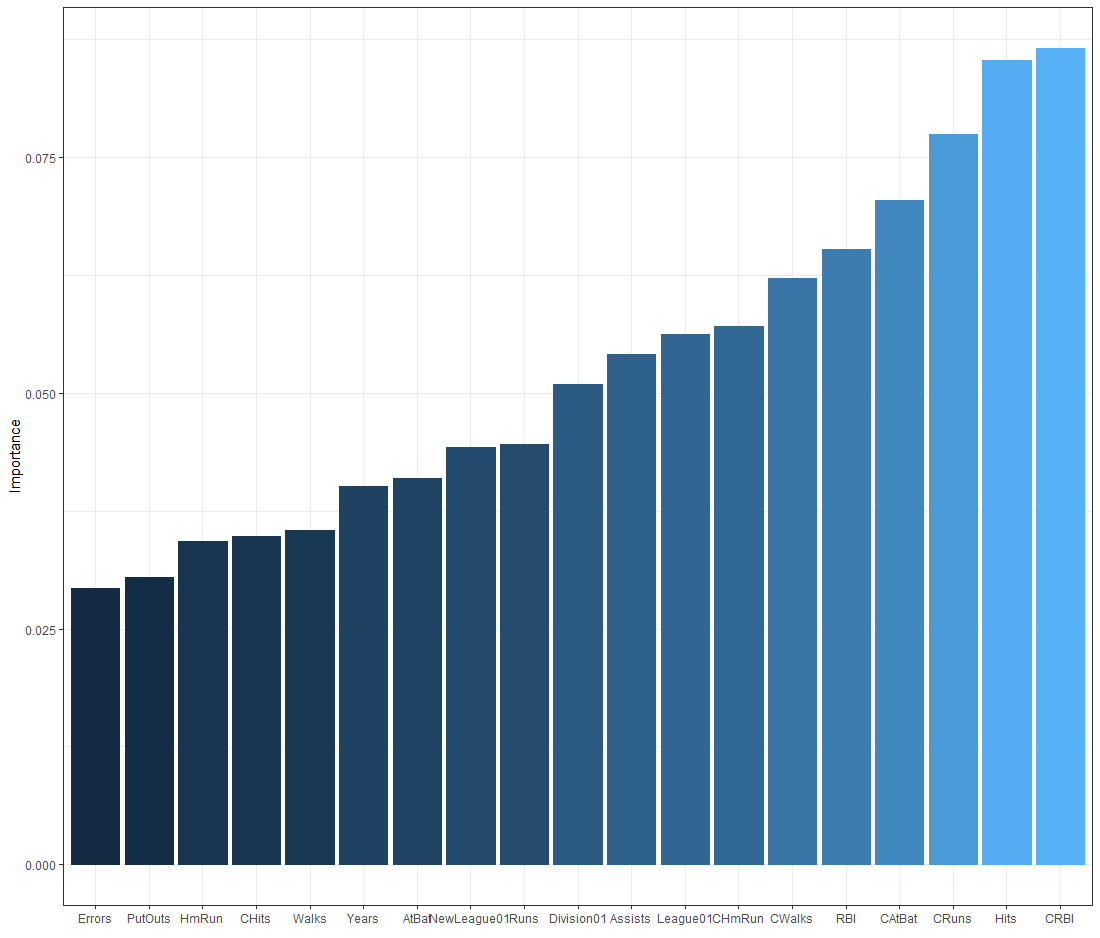 Importance
0.075
0.050
0.025
0.000
Errors PutOuts HmRun CHits Walks Years AtBat NewLeague01 Runs Division01 Assists League01 CHmRun CWalks RBI CAtBat CRuns Hits CRBI